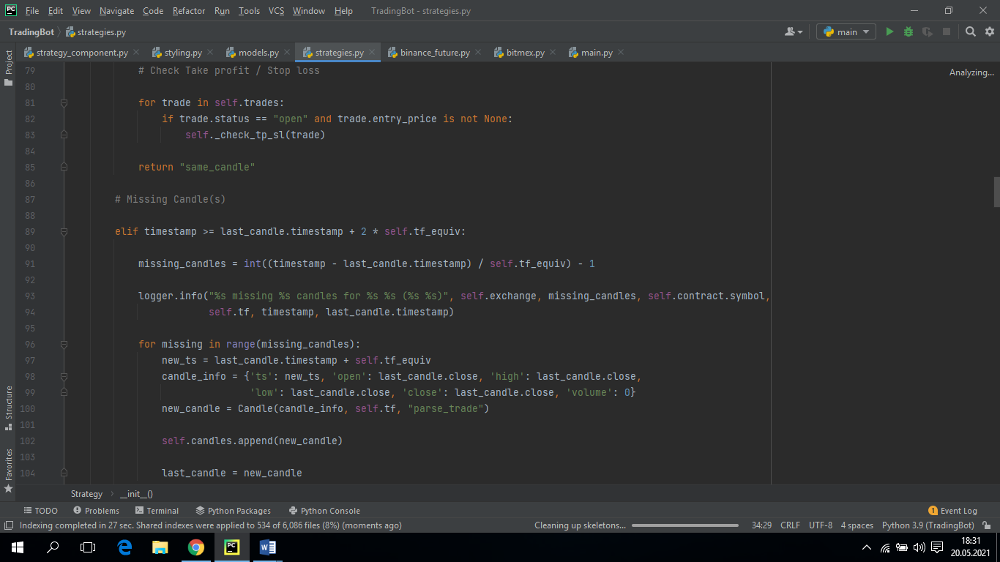 PC File Edit View Navigate Code Refactor Run Tools VCS Window Help TradingBot - strategies.py
TradingBot strategies.py main
strategy_component.py styling.py models.py strategies.py binance_future.py bitmex.py main.py
Project
Structure
Favorites
Analyzing...
79 # Check Take profit / Stop loss
80
81 for trade in self.trades:
82 if trade.status == "open" and trade.entry_price is not None:
83 self._check_tp_sl(trade)
84
85 return "same_candle"
86
87 # Missing Candle(s)
88
89 elif timestamp >= last_candle.timestamp + 2 * self.tf_equiv:
90
91 missing_candles = int((timestamp - last_candle.timestamp) / self.tf_equiv) - 1
92
93 logger.info("%s missing %s candles for %s %s (%s %s)", self.exchange, missing_candles, self.contract.symbol,
94 self.tf, timestamp, last_candle.timestamp)
95
96 for missing in range(missing_candles):
97 new_ts = last_candle.timestamp + self.tf_equiv
98 candle_info = {'ts': new_ts, 'open': last_candle.close, 'high': last_candle.close,
99 'low': last_candle.close, 'close': last_candle.close, 'volume': 0}
100 new_candle = Candle(candle_info, self.tf, "parse_trade")
101
102 self.candles.append(new_candle)
103
104 last_candle = new_candle
Strategy __init__()
TODO Problems Terminal Python Packages Python Console 1 Event Log
Indexing completed in 27 sec. Shared indexes were applied to 534 of 6,086 files (8%) (moments ago) Cleaning up skeletons... 34:29 CRLF UTF-8 4 spaces Python 3.9 (TradingBot)
PC W 18:31
20.05.2021